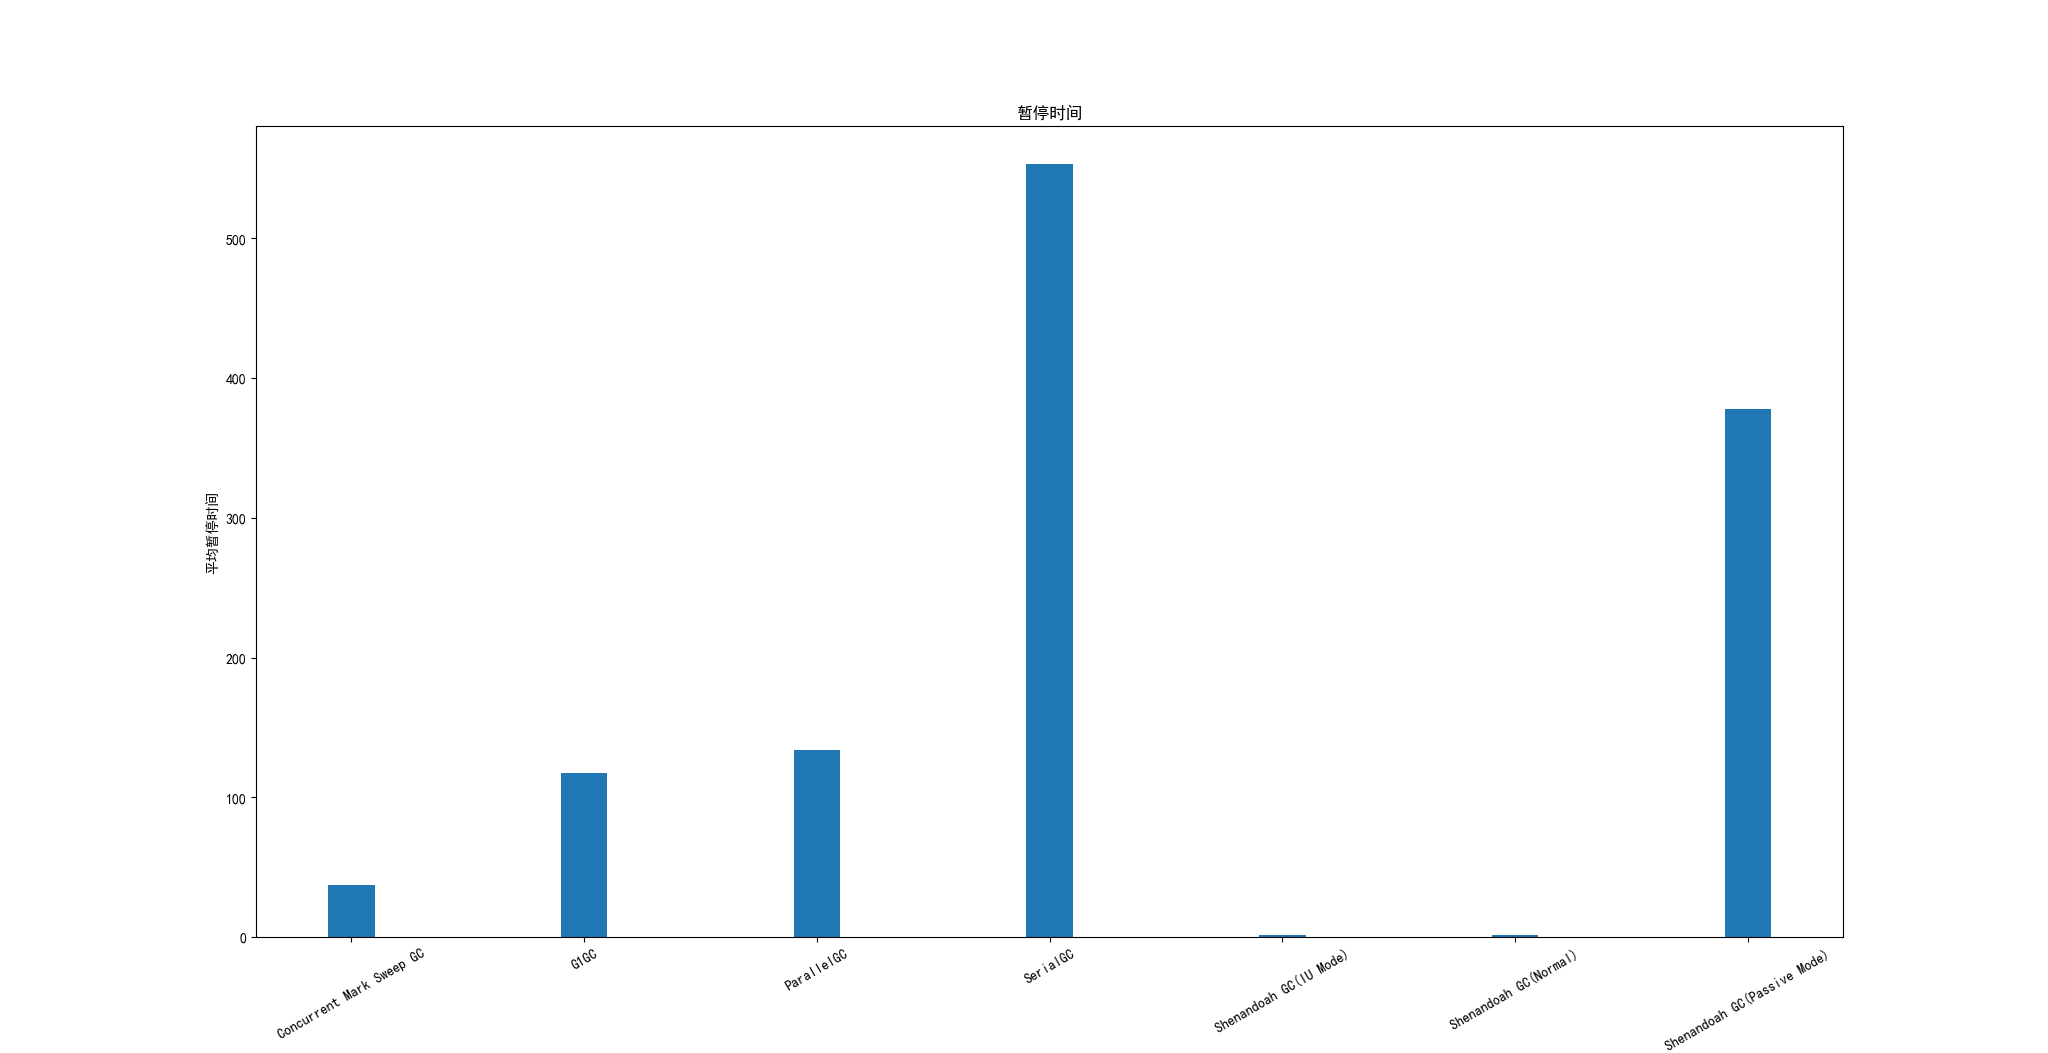 暂停时间
平均暂停时间
500
400
300
200
100
0
Concurrent Mark Sweep GC
G1GC
ParallelGC
SerialGC
Shenandoah GC(IU Mode)
Shenandoah GC(Normal)
Shenandoah GC(Passive Mode)